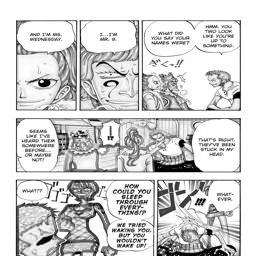 HMM. YOU
TWO LOOK
LIKE YOU'RE
UP TO
SOMETHING.
WHAT DID
YOU SAY YOUR
NAMES WERE?
I...I'M
MR. 9.
AND I'M MS.
WEDNESDAY.
THAT'S RIGHT,
THEY'VE BEEN
STUCK IN MY
HEAD.
SEEMS
LIKE I'VE
HEARD THEM
SOMEWHERE
BEFORE...
OR MAYBE
NOT!
WHAT-
EVER.
HOW
COULD YOU
SLEEP
THROUGH
EVERY-
THING!?
WE TRIED
WAKING YOU,
BUT YOU
WOULDN'T
WAKE UP!
WHAT!?